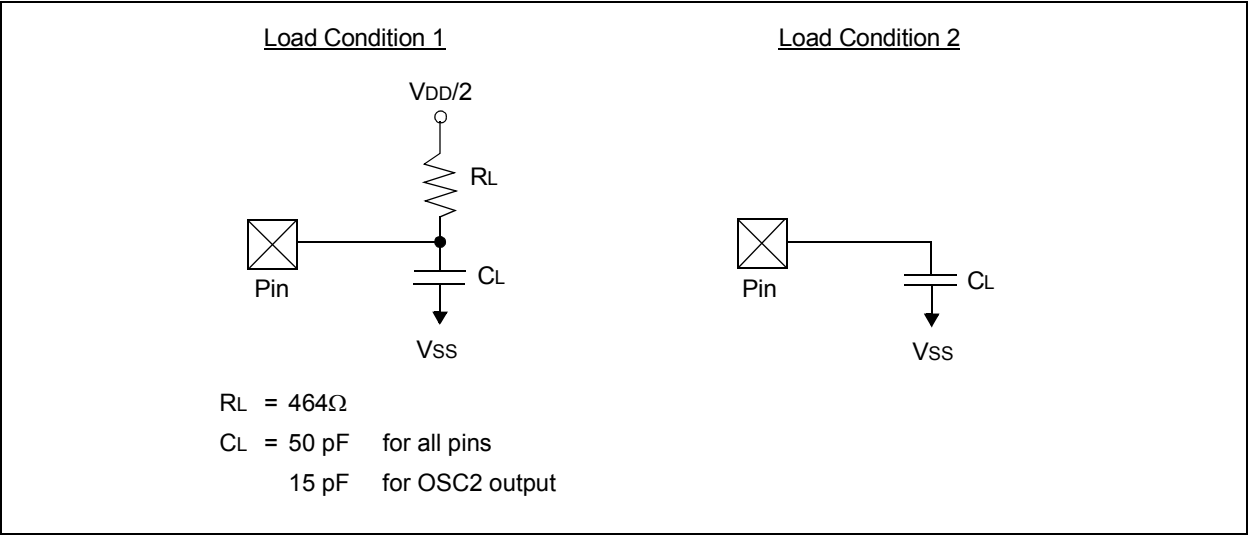 Load Condition 1
Load Condition 2
VDD/2
RL
Pin
CL
VSS
Pin
CL
VSS
RL = 464Ω
CL = 50 pF for all pins
15 pF for OSC2 output